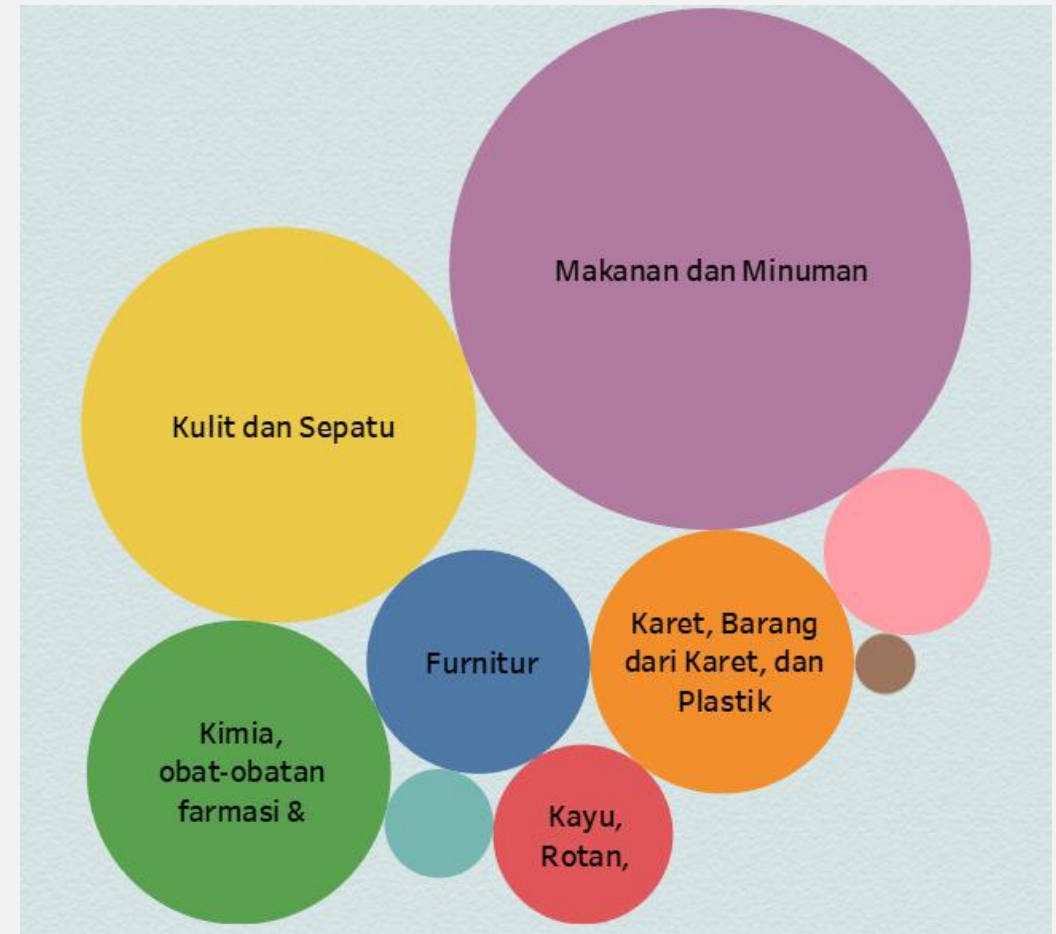 Makanan dan Minuman
Kulit dan Sepatu
Karet, Barang
dari Karet, dan
Plastik
Furnitur
Kimia,
obat-obatan
farmasi &
Kayu,
Rotan,